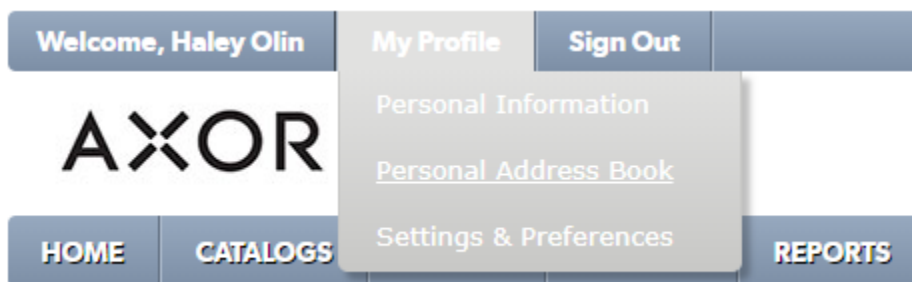 Welcome, Haley Olin My Profile Sign Out
Personal Information
AXOR
Personal Address Book
Settings & Preferences
HOME CATALOGS REPORTS